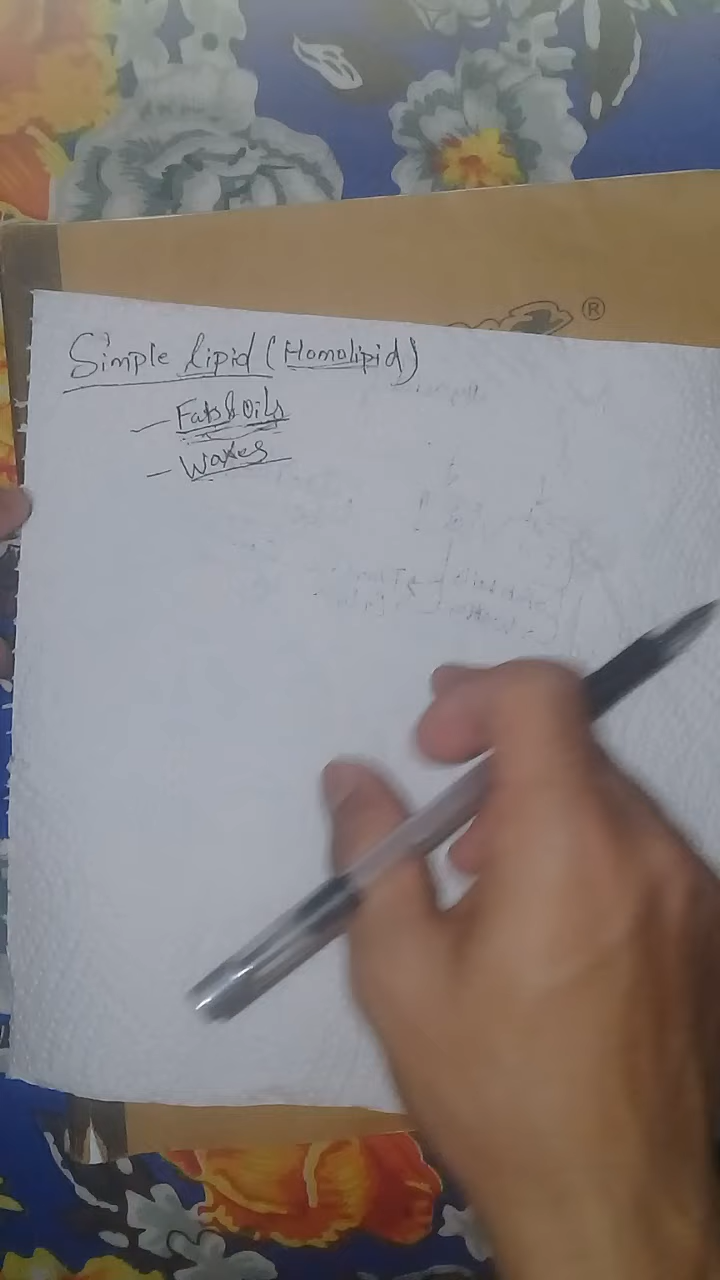 Simple lipid (Homolipid)
— Fats & Oils
— Waxes
®